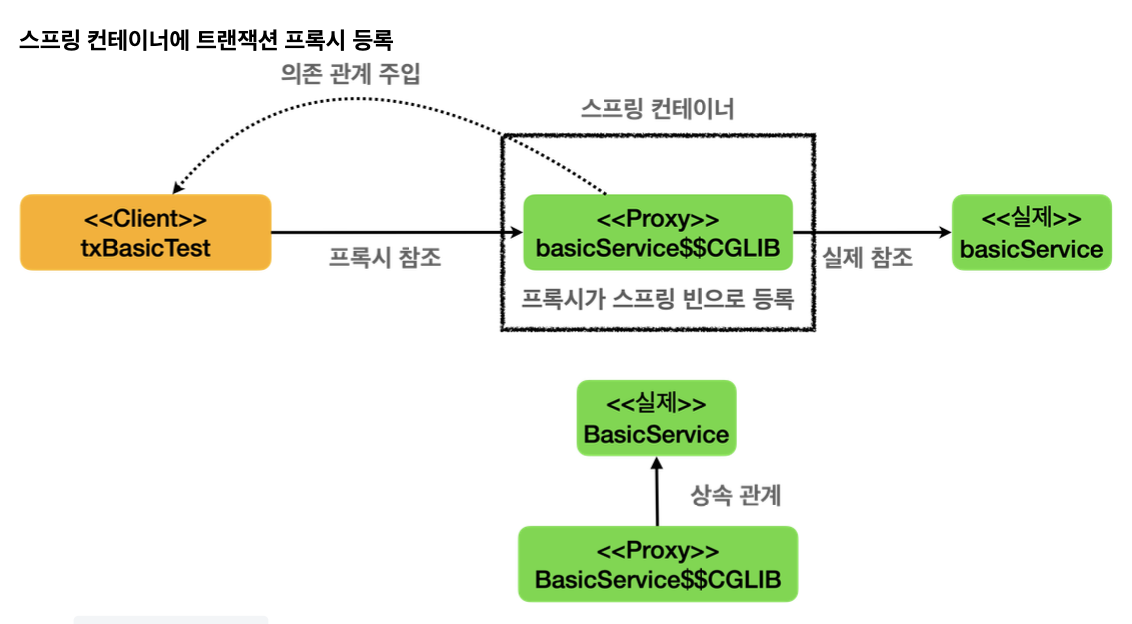 스프링 컨테이너에 트랜잭션 프록시 등록
의존 관계 주입
스프링 컨테이너
<<Client>>
txBasicTest
프록시 참조
<<Proxy>>
basicService$$CGLIB
프록시가 스프링 빈으로 등록
실제 참조
<<실제>>
basicService
<<실제>>
BasicService
상속 관계
<<Proxy>>
BasicService$$CGLIB